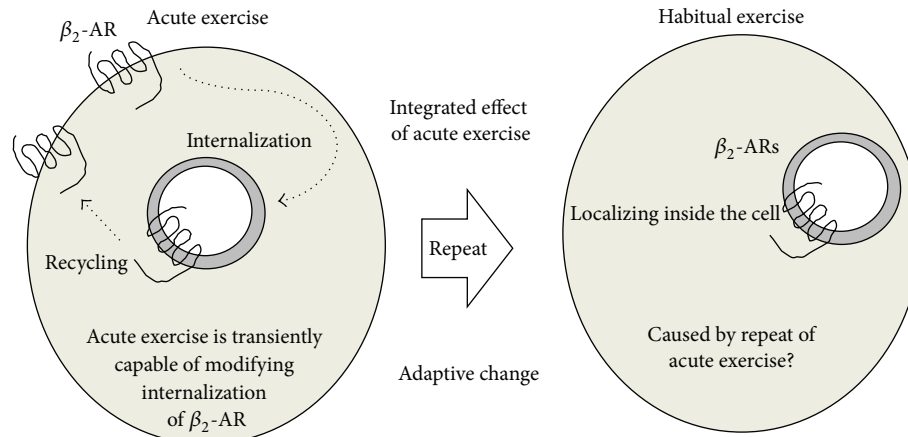 Acute exercise
β₂-AR
Internalization
Recycling
Acute exercise is transiently
capable of modifying
internalization
of β₂-AR
Integrated effect
of acute exercise
Repeat
Adaptive change
Habitual exercise
β₂-ARs
Localizing inside the cell
Caused by repeat of
acute exercise?